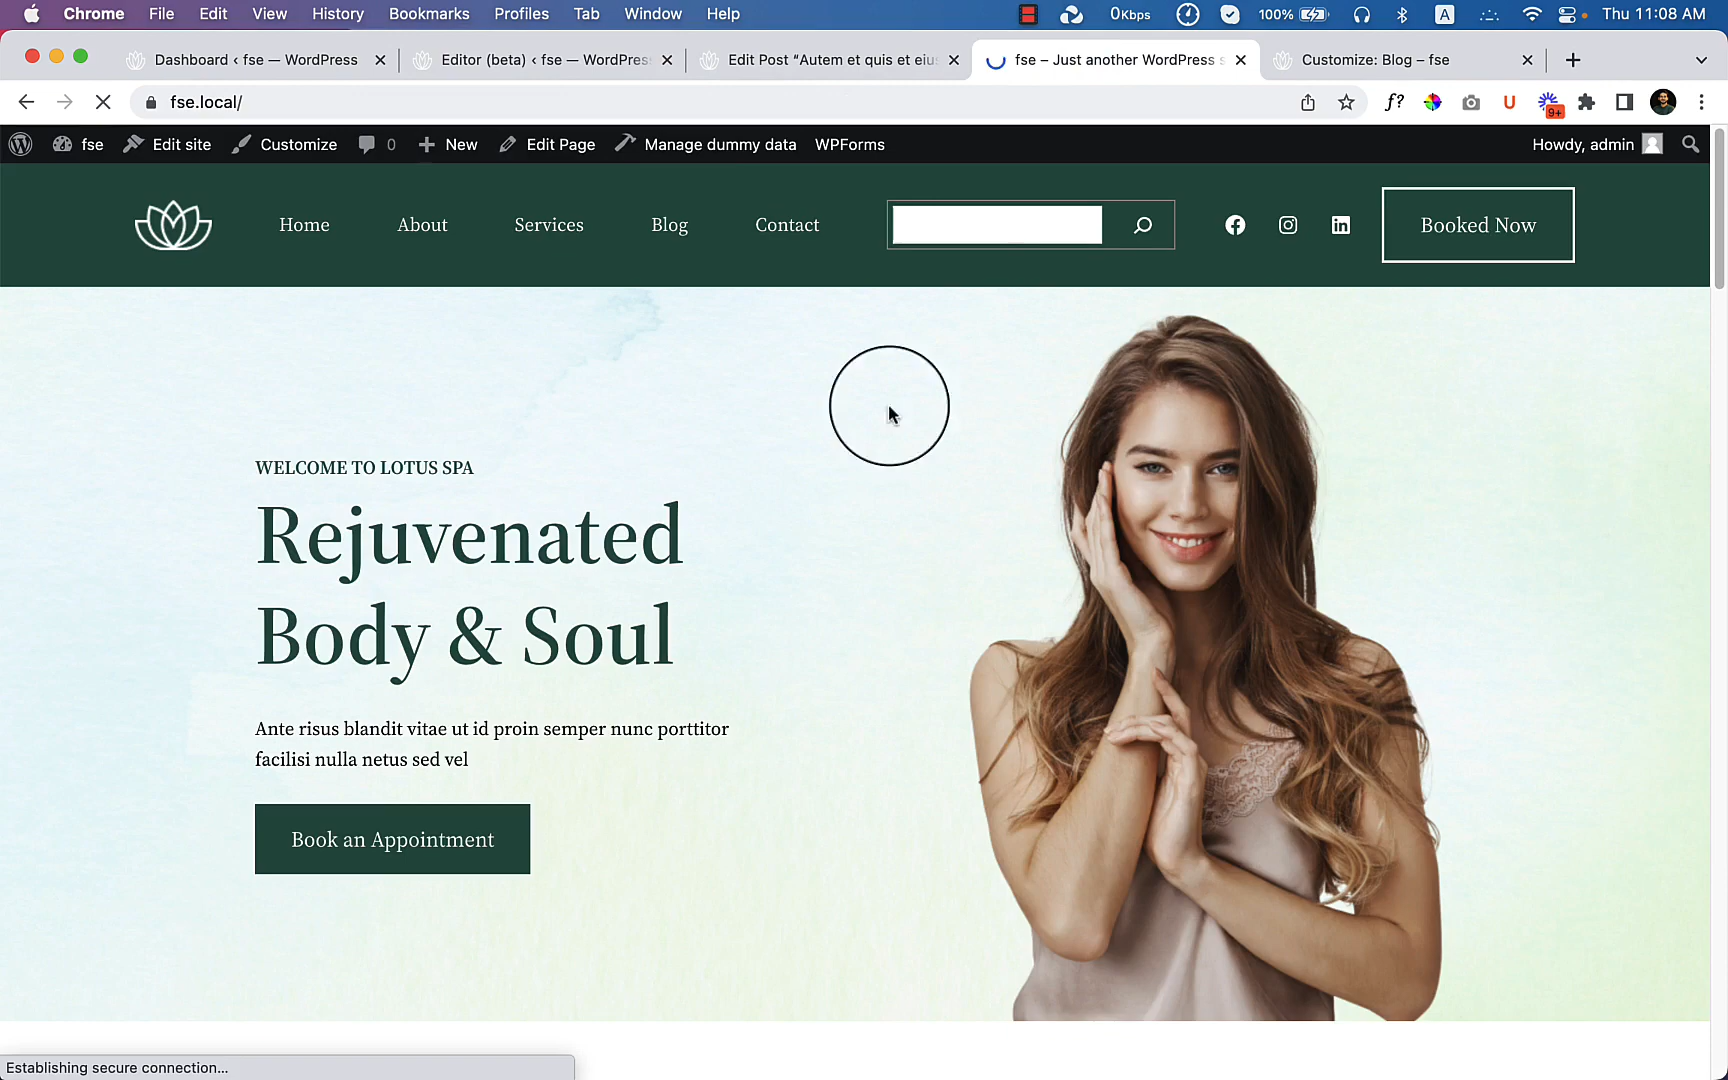 Chrome File Edit View History Bookmarks Profiles Tab Window Help 0Kbps 100% A Thu 11:08 AM
Dashboard ‹ fse — WordPress Editor (beta) ‹ fse — WordPres Edit Post “Autem et quis et eiu fse – Just another WordPress s Customize: Blog – fse
fse.local/ f? U 9+
fse Edit site Customize 0 New Edit Page Manage dummy data WPForms Howdy, admin
Home About Services Blog Contact Booked Now
WELCOME TO LOTUS SPA
Rejuvenated
Body & Soul
Ante risus blandit vitae ut id proin semper nunc porttitor
facilisi nulla netus sed vel
Book an Appointment
Establishing secure connection...